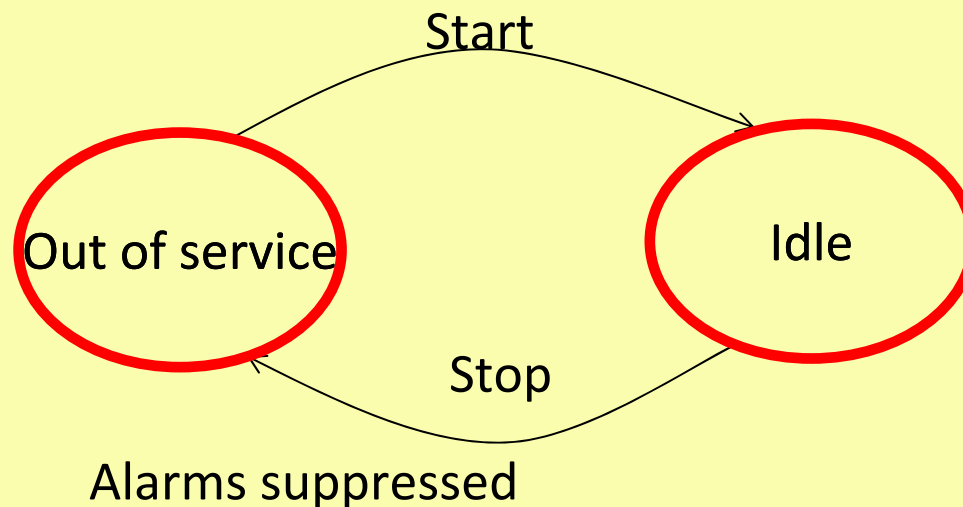 Start
Out of service
Idle
Stop
Alarms suppressed